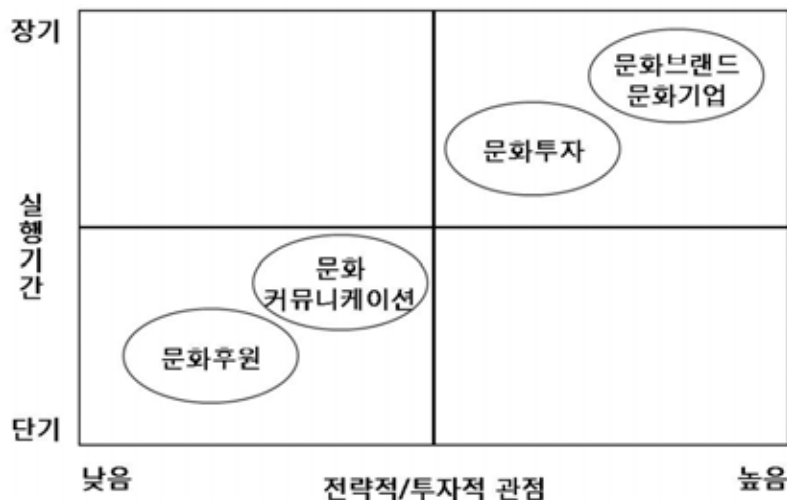 장기
문화브랜드
문화기업
문화투자
실행기간
문화
커뮤니케이션
문화후원
단기
낮음
전략적/투자적 관점
높음